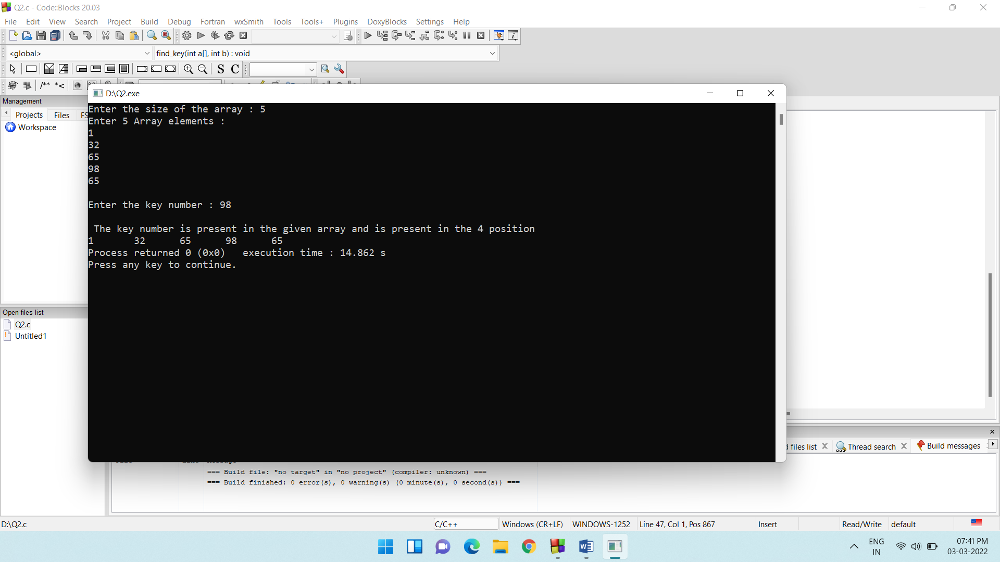 Q2.c - Code::Blocks 20.03
File Edit View Search Project Build Debug Fortran wxSmith Tools Tools+ Plugins DoxyBlocks Settings Help
<global> find_key(int a[], int b) : void
S C
/** *<
Management
Projects Files FS
Workspace
Open files list
Q2.c
Untitled1
D:\Q2.exe
Enter the size of the array : 5
Enter 5 Array elements :
1
32
65
98
65
Enter the key number : 98
The key number is present in the given array and is present in the 4 position
1 32 65 98 65
Process returned 0 (0x0) execution time : 14.862 s
Press any key to continue.
files list Thread search Build messages
=== Build file: "no target" in "no project" (compiler: unknown) ===
=== Build finished: 0 error(s), 0 warning(s) (0 minute(s), 0 second(s)) ===
D:\Q2.c C/C++ Windows (CR+LF) WINDOWS-1252 Line 47, Col 1, Pos 867 Insert Read/Write default
ENG
IN
07:41 PM
03-03-2022